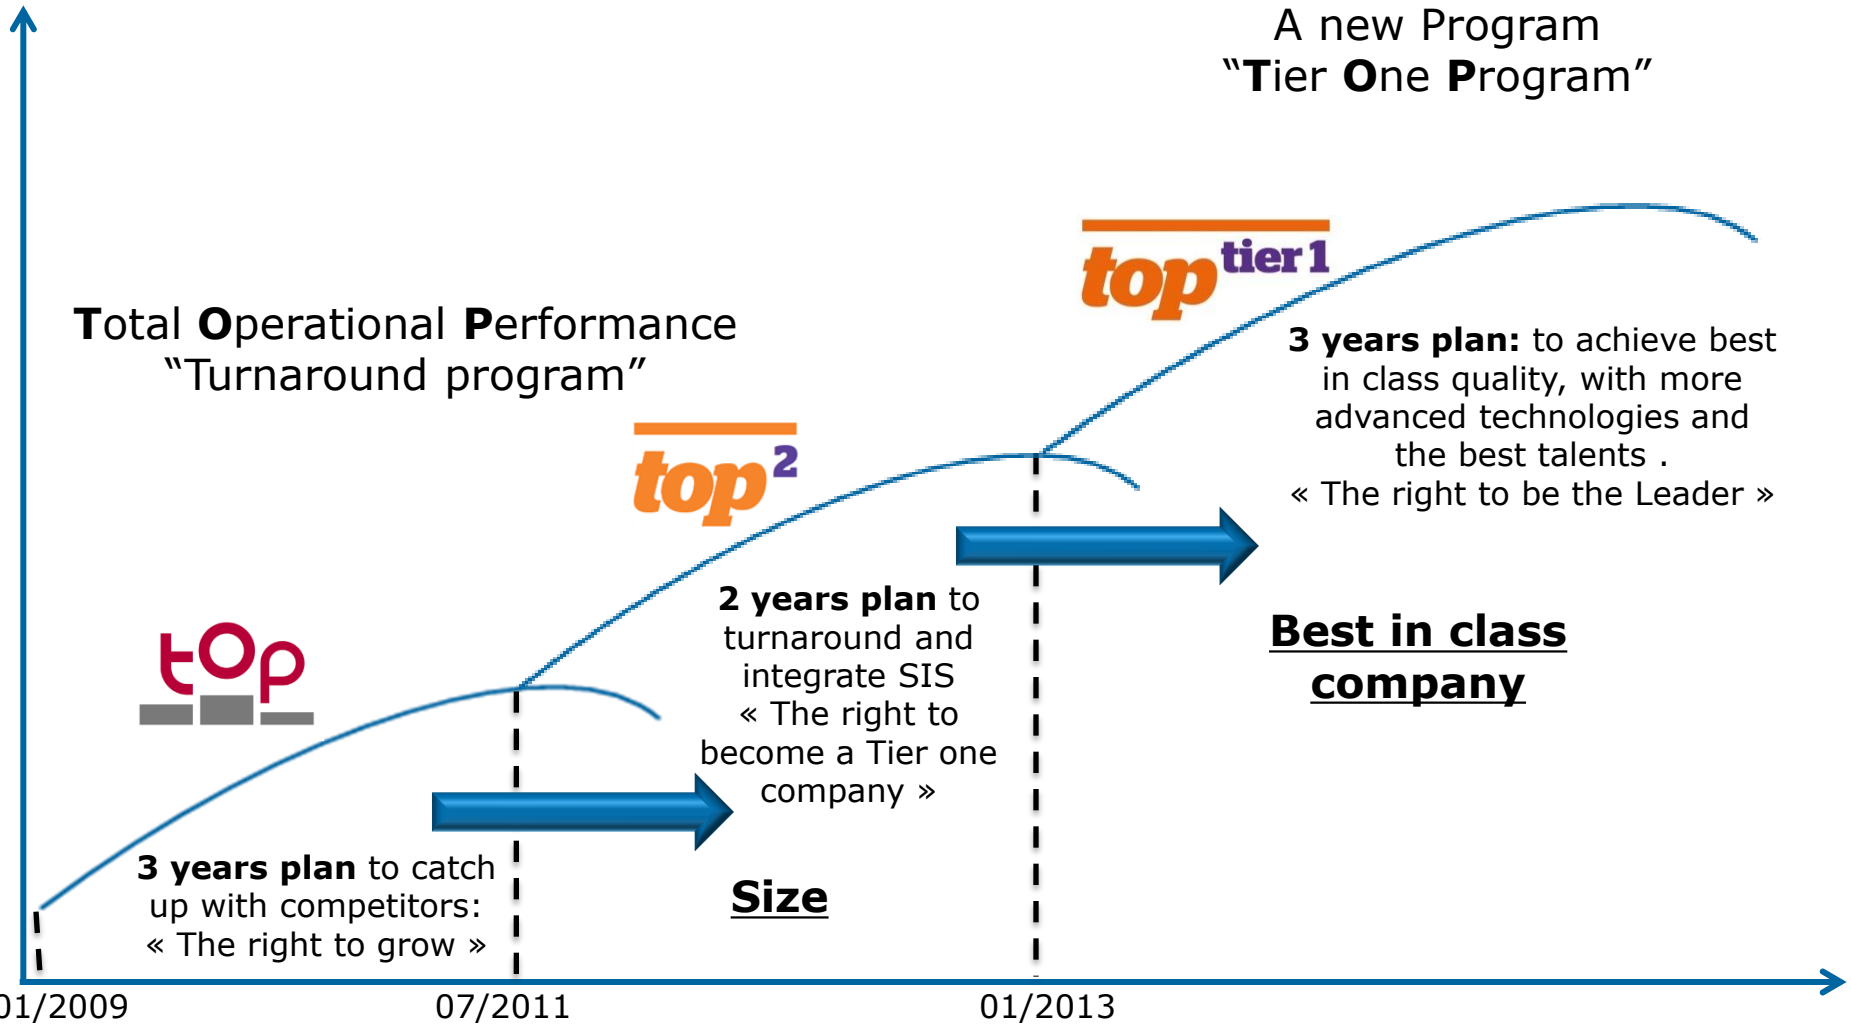 A new Program
“Tier One Program”
top tier 1
Total Operational Performance
“Turnaround program”
3 years plan: to achieve best
in class quality, with more
advanced technologies and
the best talents .
« The right to be the Leader »
top 2
2 years plan to
turnaround and
integrate SIS
« The right to
become a Tier one
company »
Best in class
company
top
3 years plan to catch
up with competitors:
« The right to grow »
Size
01/2009
07/2011
01/2013